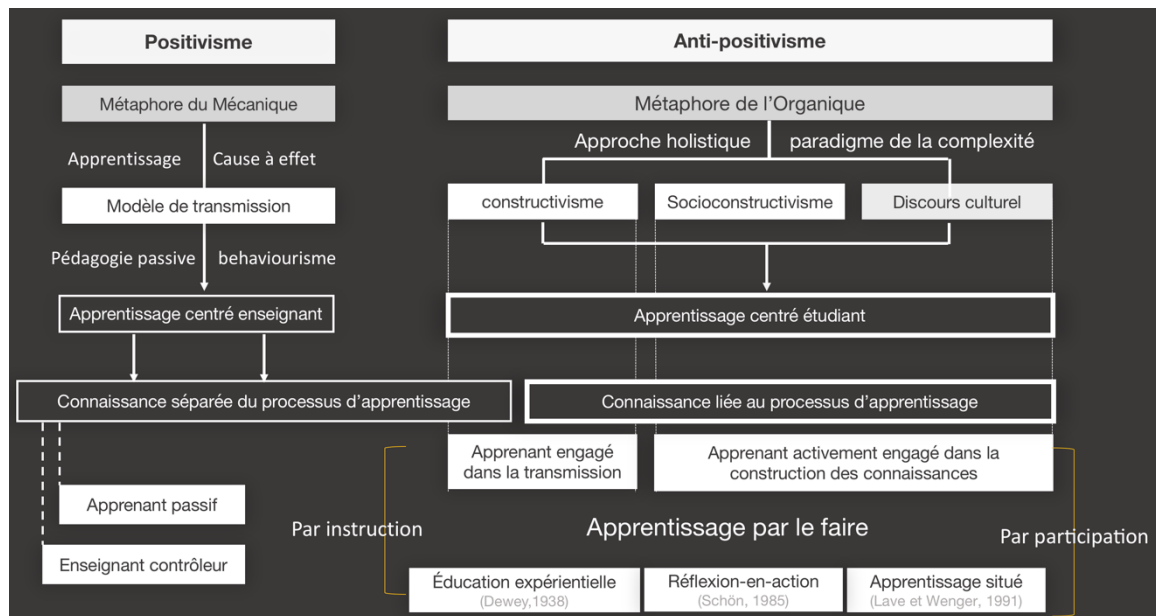 Positivisme
Anti-positivisme
Métaphore du Mécanique
Métaphore de l'Organique
Approche holistique
paradigme de la complexité
Apprentissage
Cause à effet
Modèle de transmission
constructivisme
Socioconstructivisme
Discours culturel
Pédagogie passive
behaviourisme
Apprentissage centré enseignant
Apprentissage centré étudiant
Connaissance séparée du processus d'apprentissage
Connaissance liée au processus d'apprentissage
Apprenant engagé
dans la transmission
Apprenant activement engagé dans la
construction des connaissances
Apprenant passif
Enseignant contrôleur
Par instruction
Apprentissage par le faire
Par participation
Éducation expérientielle
(Dewey,1938)
Réflexion-en-action
(Schön, 1985)
Apprentissage situé
(Lave et Wenger, 1991)